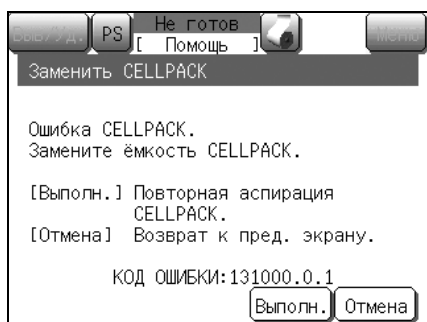 Выв/Уд. PS Не готов Меню
[ Помощь ]
Заменить CELLPACK
Ошибка CELLPACK.
Замените ёмкость CELLPACK.
[Выполн.] Повторная аспирация
CELLPACK.
[Отмена] Возврат к пред. экрану.
КОД ОШИБКИ:131000.0.1
Выполн. Отмена